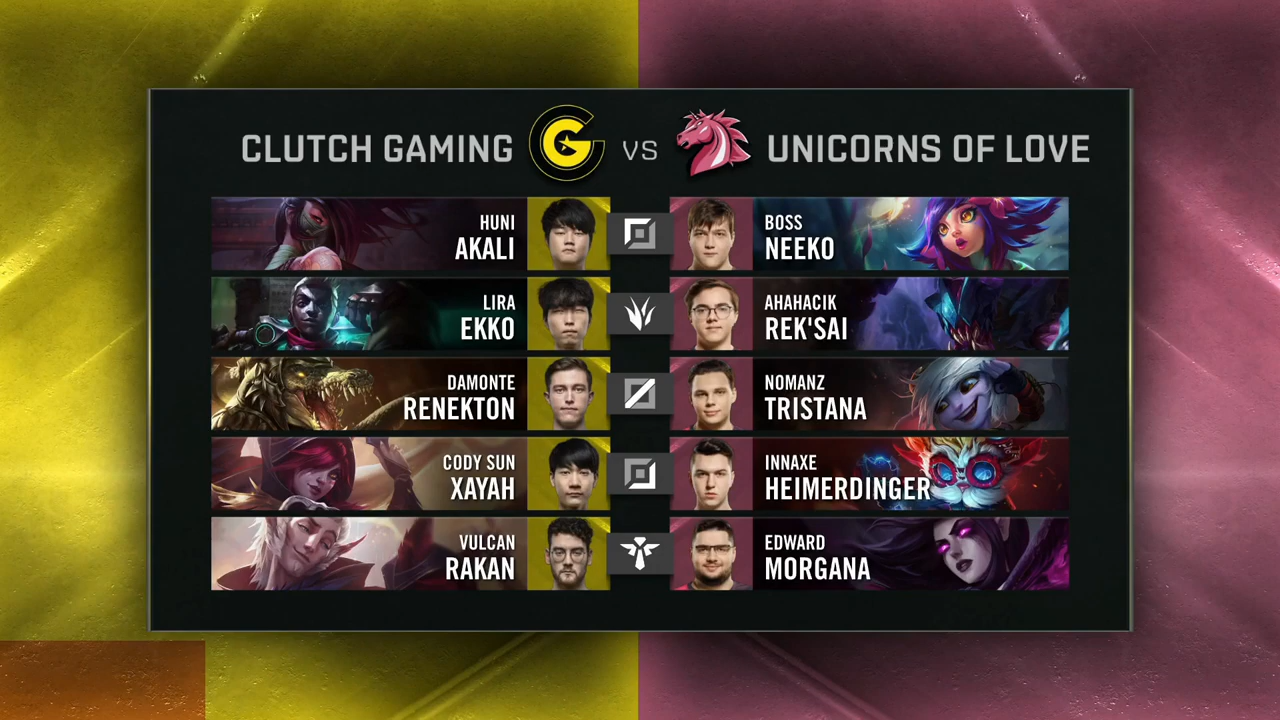 CLUTCH GAMING VS UNICORNS OF LOVE
HUNI
AKALI
BOSS
NEEKO
LIRA
EKKO
AHAHACIK
REK'SAI
DAMONTE
RENEKTON
NOMANZ
TRISTANA
CODY SUN
XAYAH
INNAXE
HEIMERDINGER
VULCAN
RAKAN
EDWARD
MORGANA